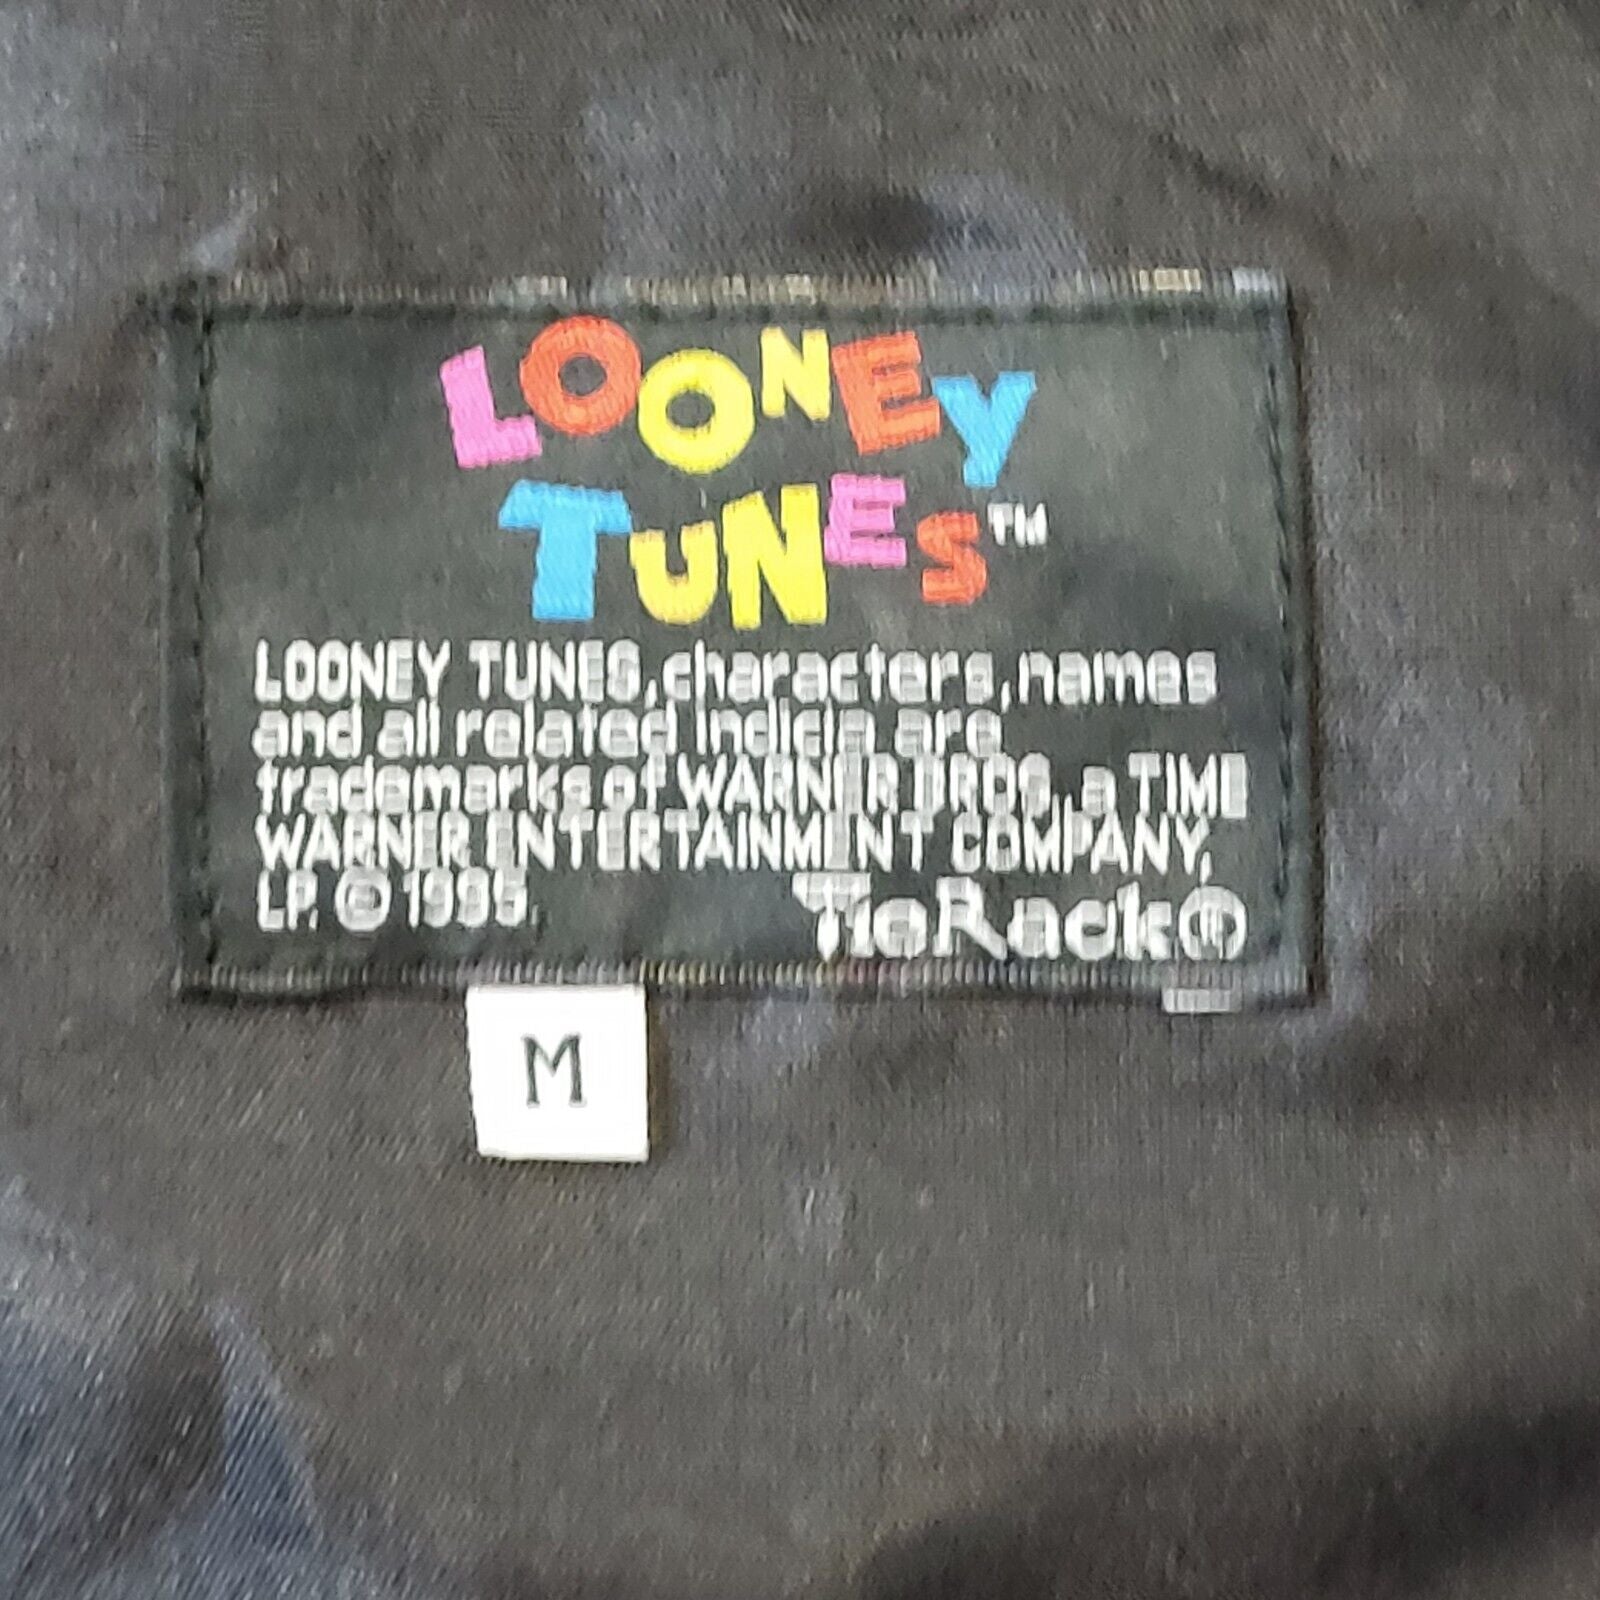 LOONEY
TUNES™
LOONEY TUNES, characters, names
and all related indicia are
trademarks of WARNER BROS. a TIME
WARNER ENTERTAINMENT COMPANY,
LP. © 1995.
TieRack®
M